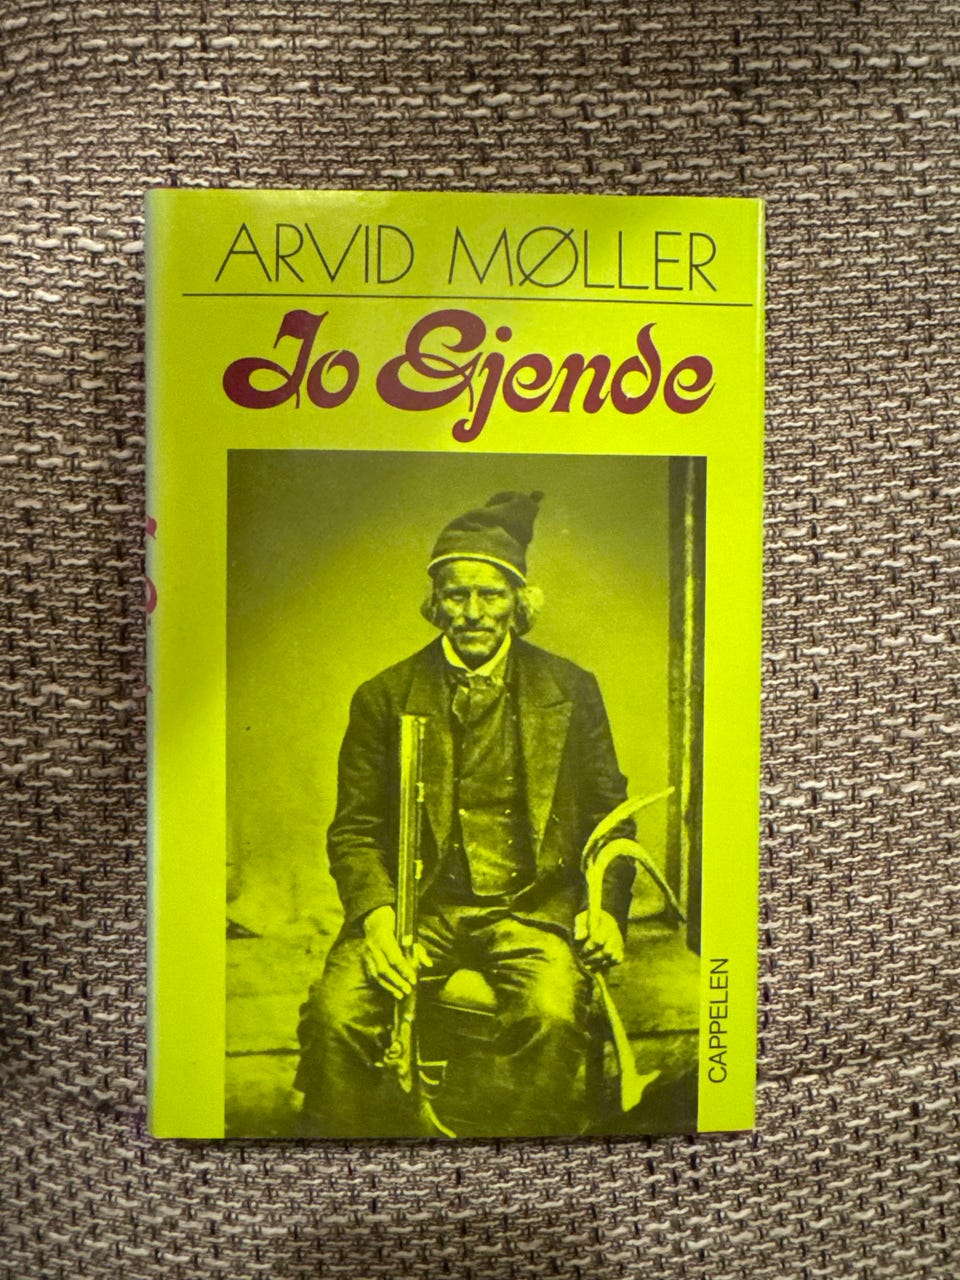 ARVID MØLLER
Jo Gjende
CAPPELEN